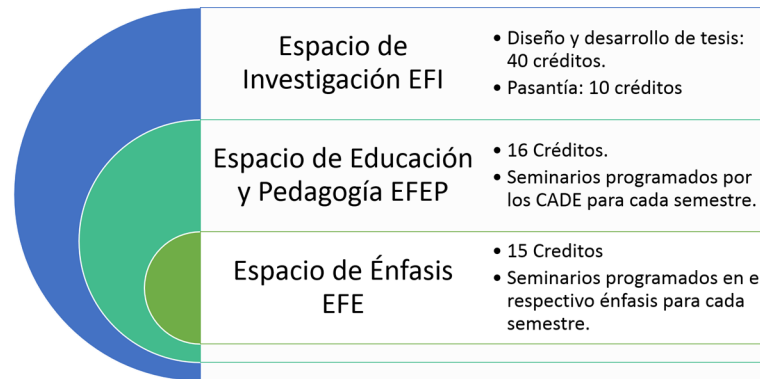 Espacio de
Investigación EFI
• Diseño y desarrollo de tesis:
40 créditos.
• Pasantía: 10 créditos
Espacio de Educación
y Pedagogía EFEP
• 16 Créditos.
• Seminarios programados por
los CADE para cada semestre.
Espacio de Énfasis
EFE
• 15 Creditos
• Seminarios programados en e
respectivo énfasis para cada
semestre.